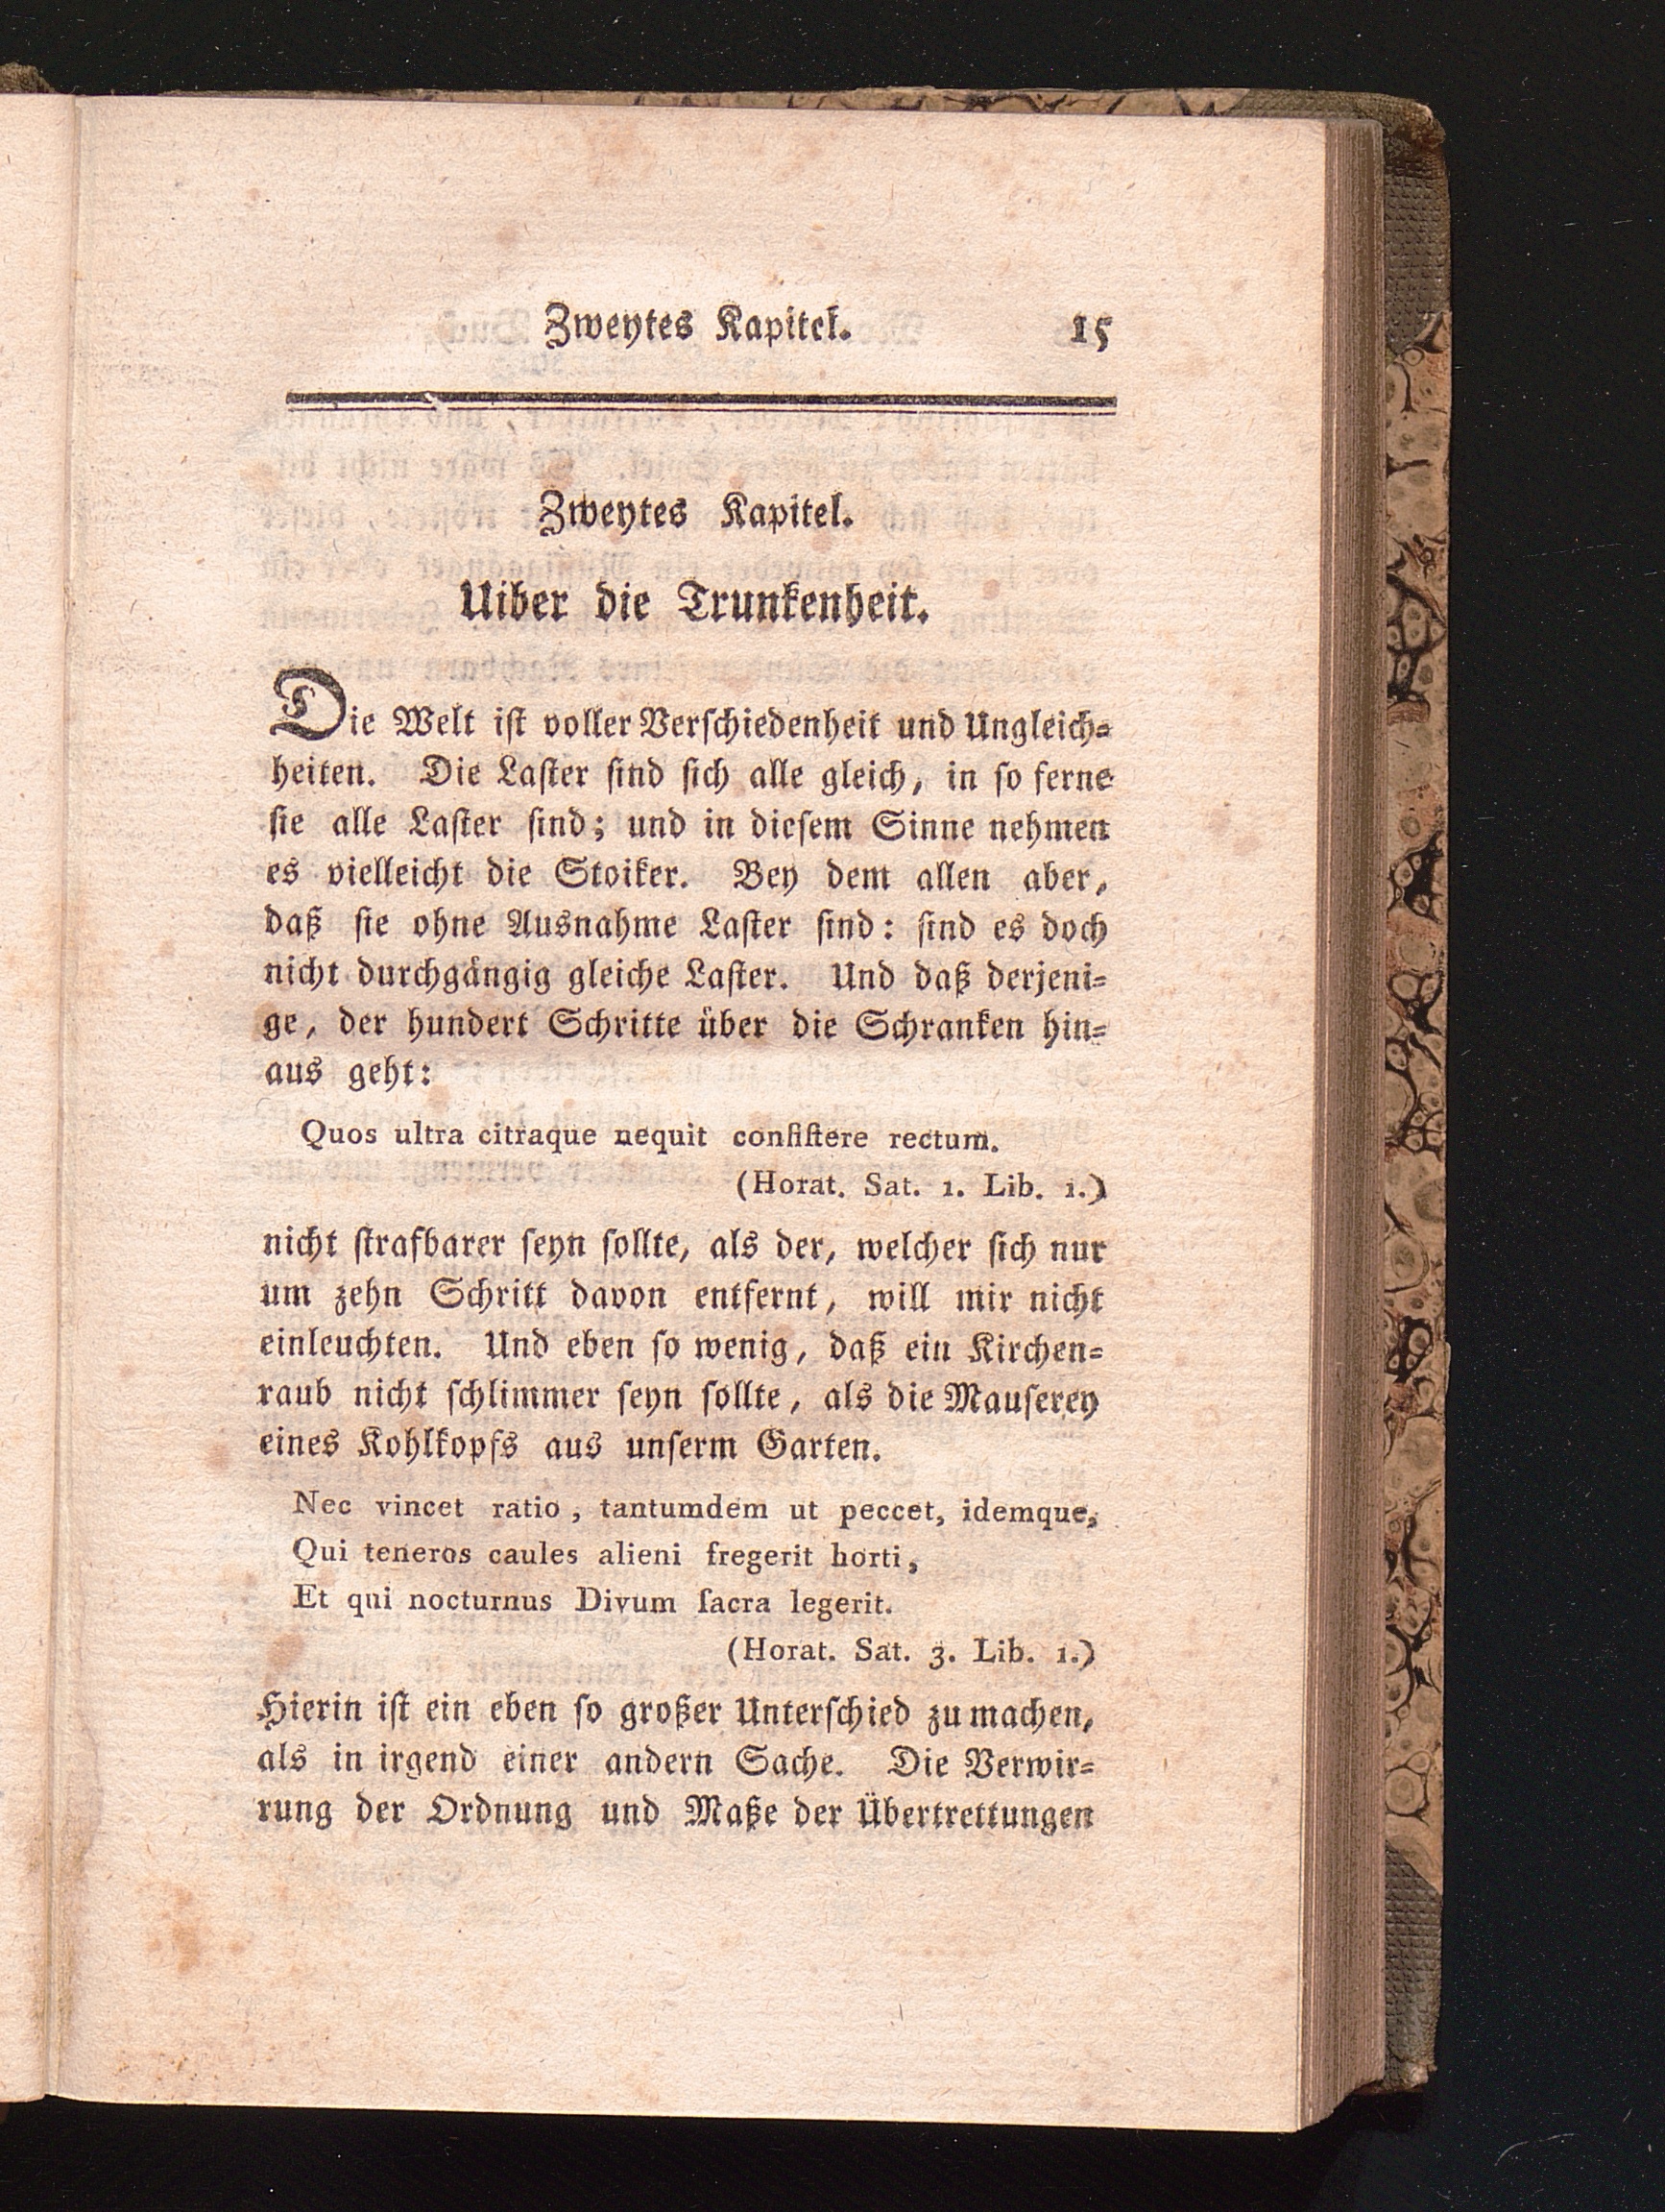 Zweytes Kapitel. 15
Zweytes Kapitel.
Uiber die Trunkenheit.
Die Welt iſt voller Verſchiedenheit und Ungleich-
heiten. Die Laſter ſind ſich alle gleich, in ſo ferne
ſie alle Laſter ſind; und in dieſem Sinne nehmen
es vielleicht die Stoiker. Bey dem allen aber,
daß ſie ohne Ausnahme Laſter ſind: ſind es doch
nicht durchgängig gleiche Laſter. Und daß derjeni-
ge, der hundert Schritte über die Schranken hin-
aus geht:
Quos ultra citraque nequit conſiſtere rectum.
(Horat. Sat. 1. Lib. 1.)
nicht ſtrafbarer ſeyn ſollte, als der, welcher ſich nur
um zehn Schritt davon entfernt, will mir nicht
einleuchten. Und eben ſo wenig, daß ein Kirchen-
raub nicht ſchlimmer ſeyn ſollte, als die Mauſerey
eines Kohlkopfs aus unſerm Garten.
Nec vincet ratio, tantumdem ut peccet, idemque,
Qui teneros caules alieni fregerit horti,
Et qui nocturnus Divum ſacra legerit.
(Horat. Sat. 3. Lib. 1.)
Hierin iſt ein eben ſo großer Unterſchied zu machen,
als in irgend einer andern Sache. Die Verwir-
rung der Ordnung und Maße der Übertrettungen